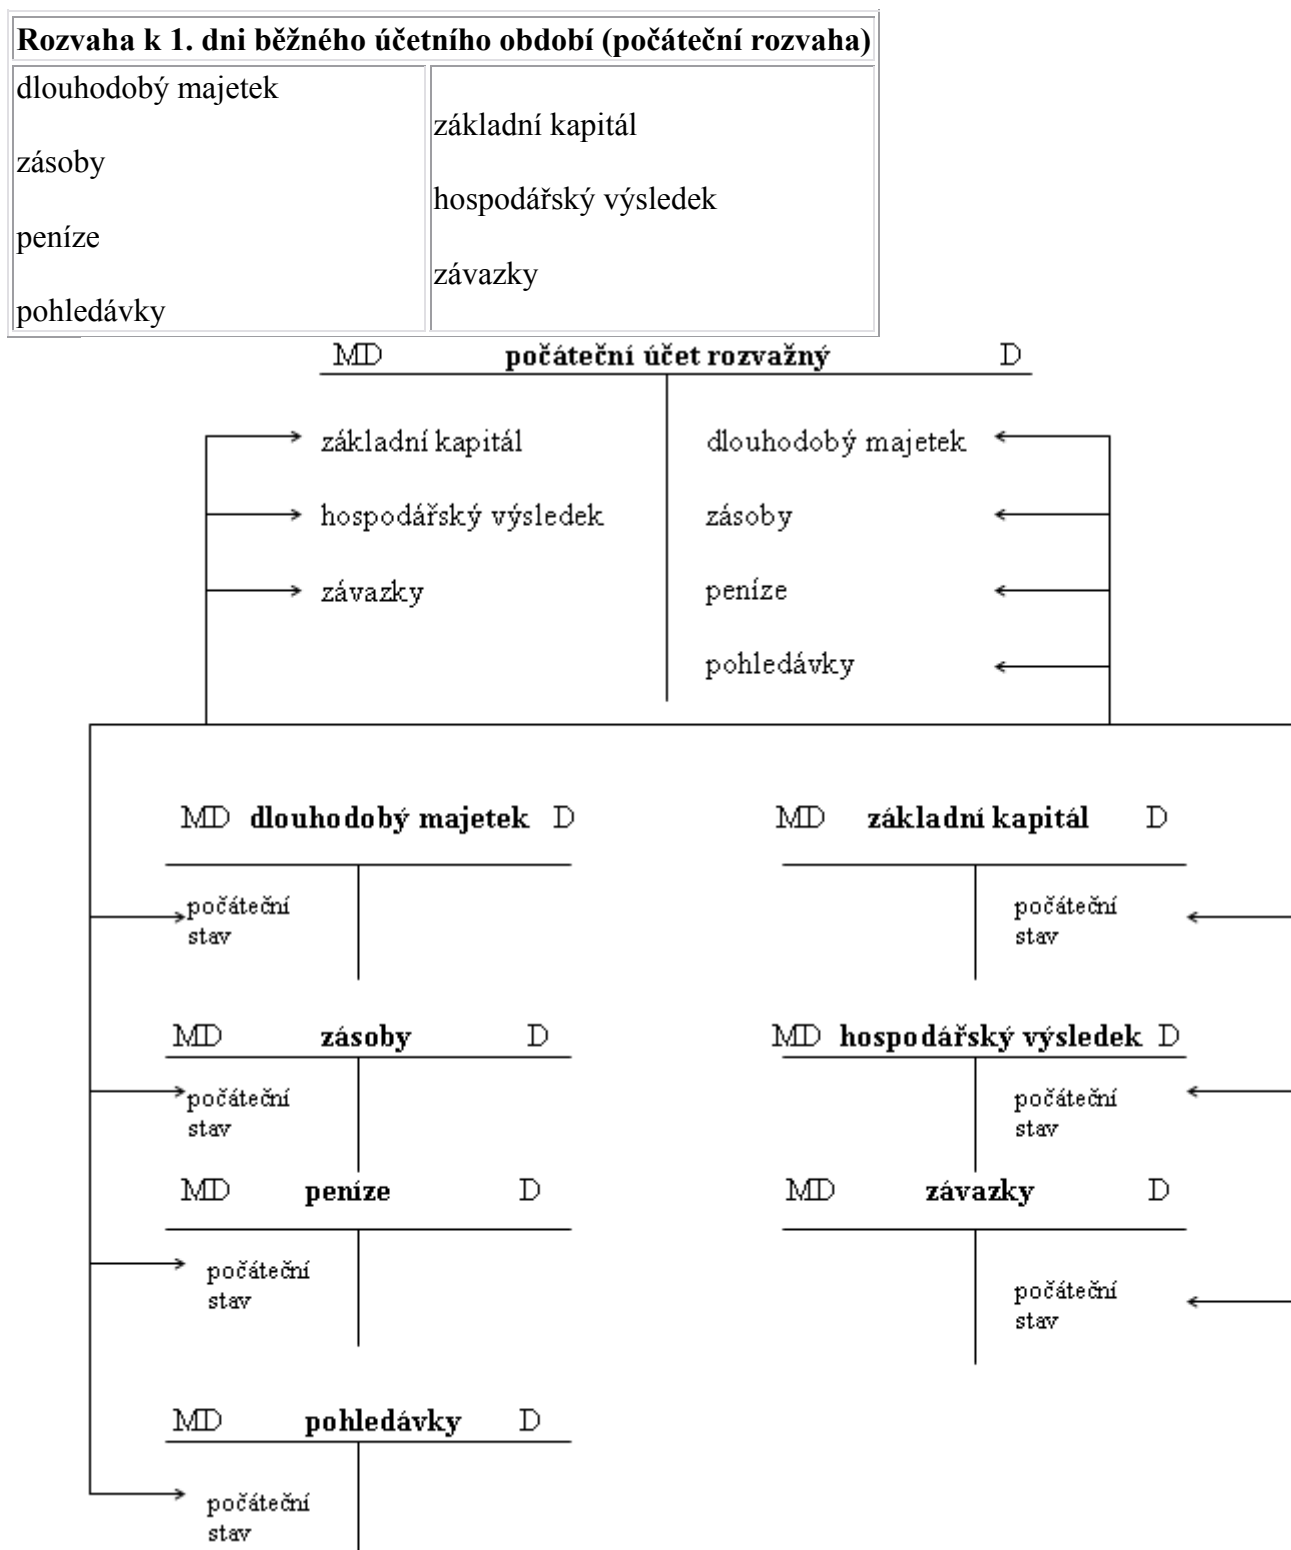 Rozvaha k 1. dni běžného účetního období (počáteční rozvaha)
dlouhodobý majetek
zásoby
peníze
pohledávky
základní kapitál
hospodářský výsledek
závazky
MD počáteční účet rozvažný D
základní kapitál dlouhodobý majetek
hospodářský výsledek zásoby
závazky peníze
pohledávky
MD dlouhodobý majetek D MD základní kapitál D
počáteční
stav
počáteční
stav
MD zásoby D MD hospodářský výsledek D
počáteční
stav
počáteční
stav
MD peníze D MD závazky D
počáteční
stav
počáteční
stav
MD pohledávky D
počáteční
stav